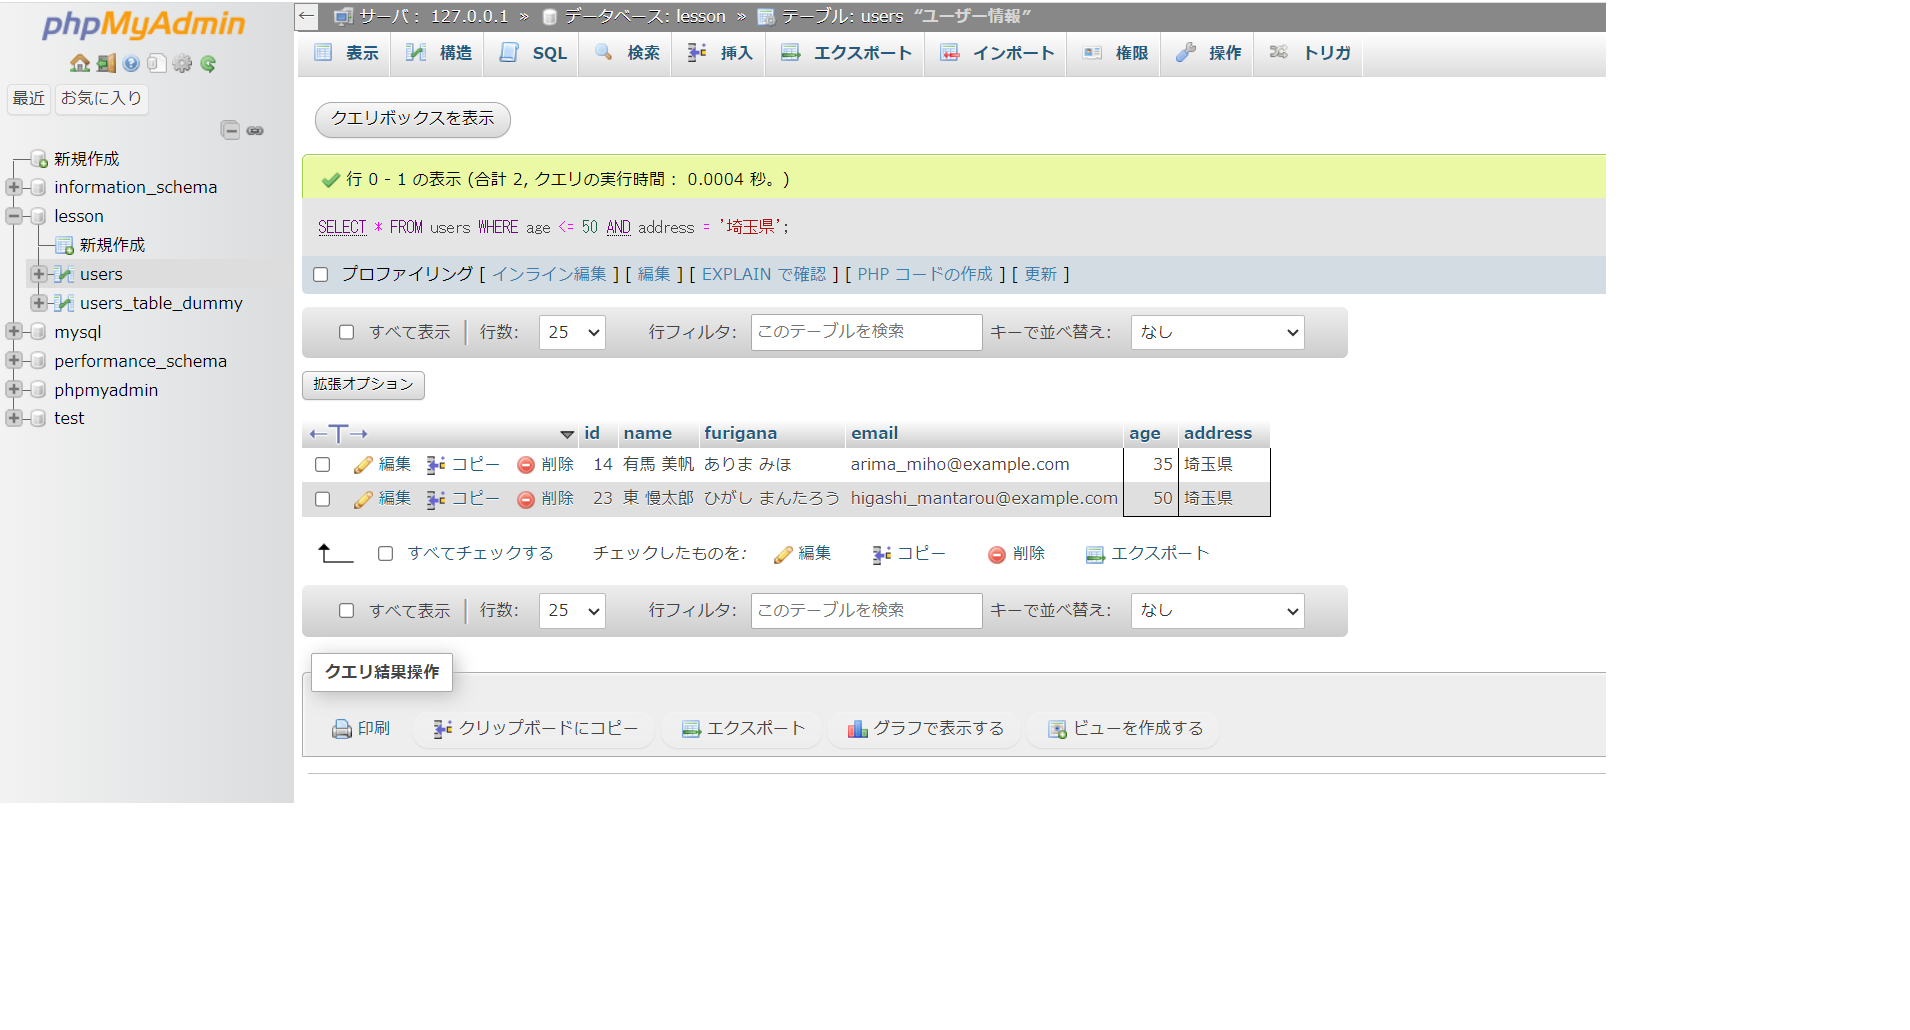 phpMyAdmin
最近 お気に入り
新規作成
information_schema
lesson
新規作成
users
users_table_dummy
mysql
performance_schema
phpmyadmin
test
← サーバ： 127.0.0.1 » データベース: lesson » テーブル: users “ユーザー情報”
表示 構造 SQL 検索 挿入 エクスポート インポート 権限 操作 トリガ
クエリボックスを表示
行 0 - 1 の表示 (合計 2, クエリの実行時間： 0.0004 秒。)
SELECT * FROM users WHERE age <= 50 AND address = '埼玉県';
プロファイリング [ インライン編集 ] [ 編集 ] [ EXPLAIN で確認 ] [ PHP コードの作成 ] [ 更新 ]
すべて表示 | 行数: 25 行フィルタ: このテーブルを検索 キーで並べ替え: なし
拡張オプション
←T→ id name furigana email age address
編集 コピー 削除 14 有馬 美帆 ありま みほ arima_miho@example.com 35 埼玉県
編集 コピー 削除 23 東 慢太郎 ひがし まんたろう higashi_mantarou@example.com 50 埼玉県
すべてチェックする チェックしたものを: 編集 コピー 削除 エクスポート
すべて表示 | 行数: 25 行フィルタ: このテーブルを検索 キーで並べ替え: なし
クエリ結果操作
印刷 クリップボードにコピー エクスポート グラフで表示する ビューを作成する